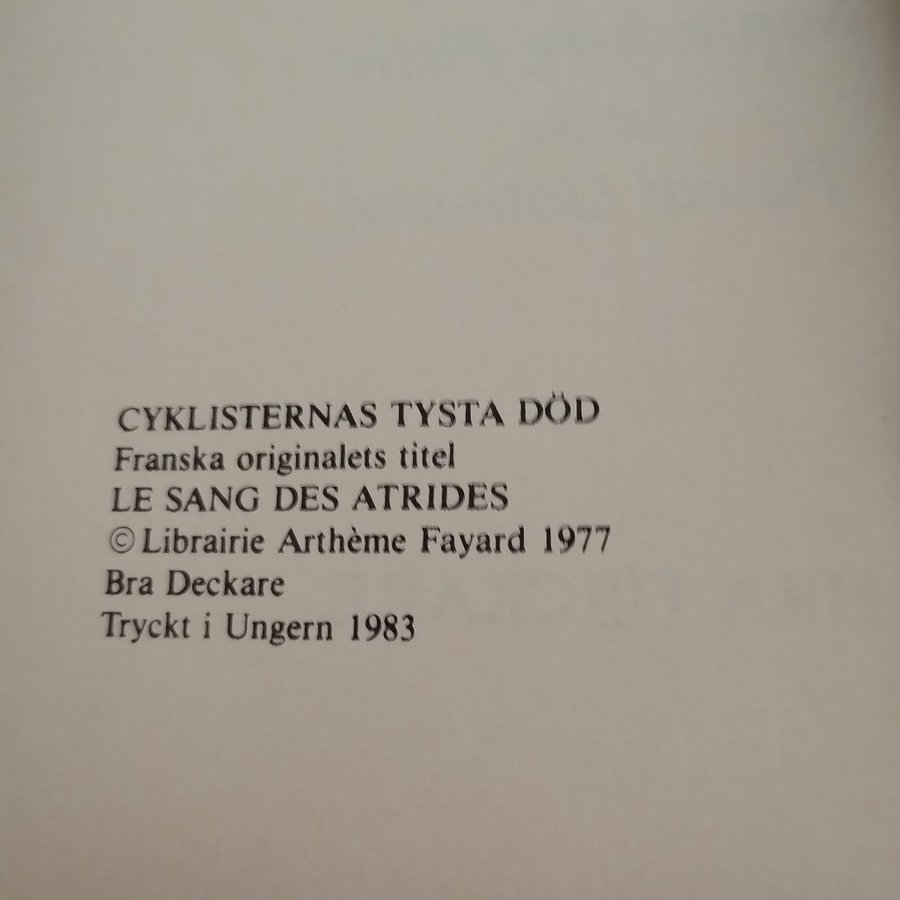 CYKLISTERNAS TYSTA DÖD
Franska originalets titel
LE SANG DES ATRIDES
© Librairie Arthème Fayard 1977
Bra Deckare
Tryckt i Ungern 1983